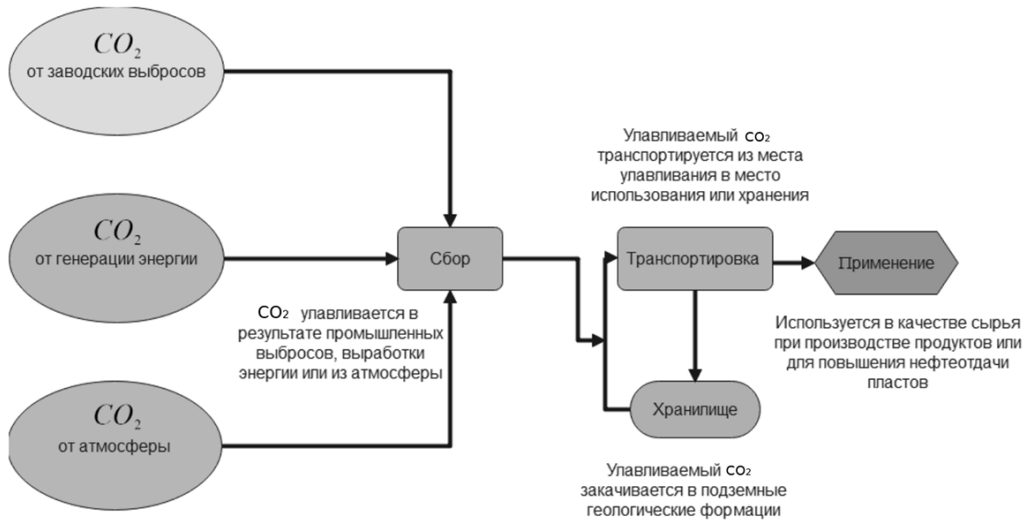 CO₂
от заводских выбросов
CO₂
от генерации энергии
CO₂
от атмосферы
CO₂ улавливается в
результате промышленных
выбросов, выработки
энергии или из атмосферы
Сбор
Улавливаемый CO₂
транспортируется из места
улавливания в место
использования или хранения
Транспортировка
Применение
Используется в качестве сырья
при производстве продуктов или
для повышения нефтеотдачи
пластов
Хранилище
Улавливаемый CO₂
закачивается в подземные
геологические формации